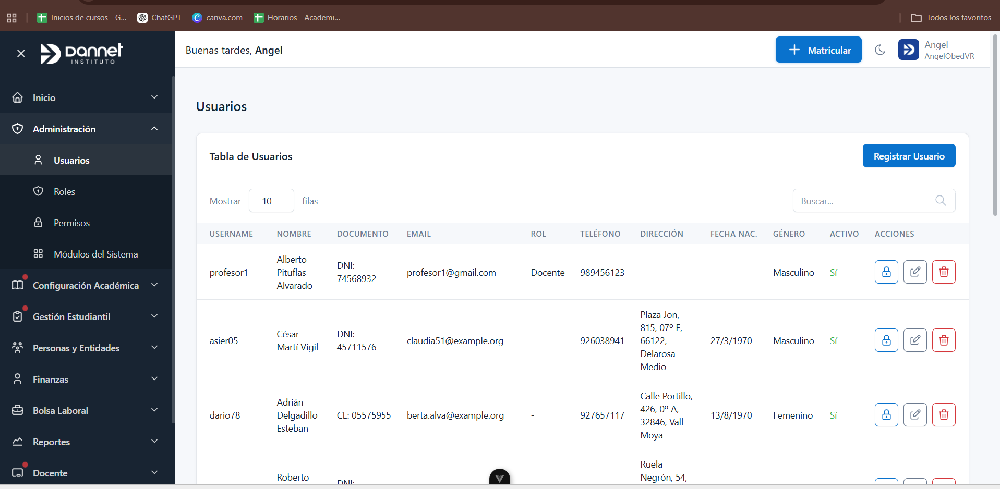 Inicios de cursos - G...
ChatGPT
canva.com
Horarios - Academi...
Todos los favoritos
Dannet
INSTITUTO
Buenas tardes, Angel
Matricular
Angel
AngelObedVR
Inicio
Administración
Usuarios
Roles
Permisos
Módulos del Sistema
Configuración Académica
Gestión Estudiantil
Personas y Entidades
Finanzas
Bolsa Laboral
Reportes
Docente
Usuarios
Tabla de Usuarios
Registrar Usuario
Mostrar 10 filas
Buscar...
USERNAME NOMBRE DOCUMENTO EMAIL ROL TELÉFONO DIRECCIÓN FECHA NAC. GÉNERO ACTIVO ACCIONES
profesor1
Alberto
Pituflas
Alvarado
DNI:
74568932
profesor1@gmail.com
Docente
989456123
-
Masculino
Sí
asier05
César
Martí Vigil
DNI:
45711576
claudia51@example.org
-
926038941
Plaza Jon,
815, 07º F,
66122,
Delarosa
Medio
27/3/1970
Masculino
Sí
dario78
Adrián
Delgadillo
Esteban
CE: 05575955
berta.alva@example.org
-
927657117
Calle Portillo,
426, 0º A,
32846, Vall
Moya
13/8/1970
Femenino
Sí
Roberto
DNI:
Ruela
Negrón, 54,